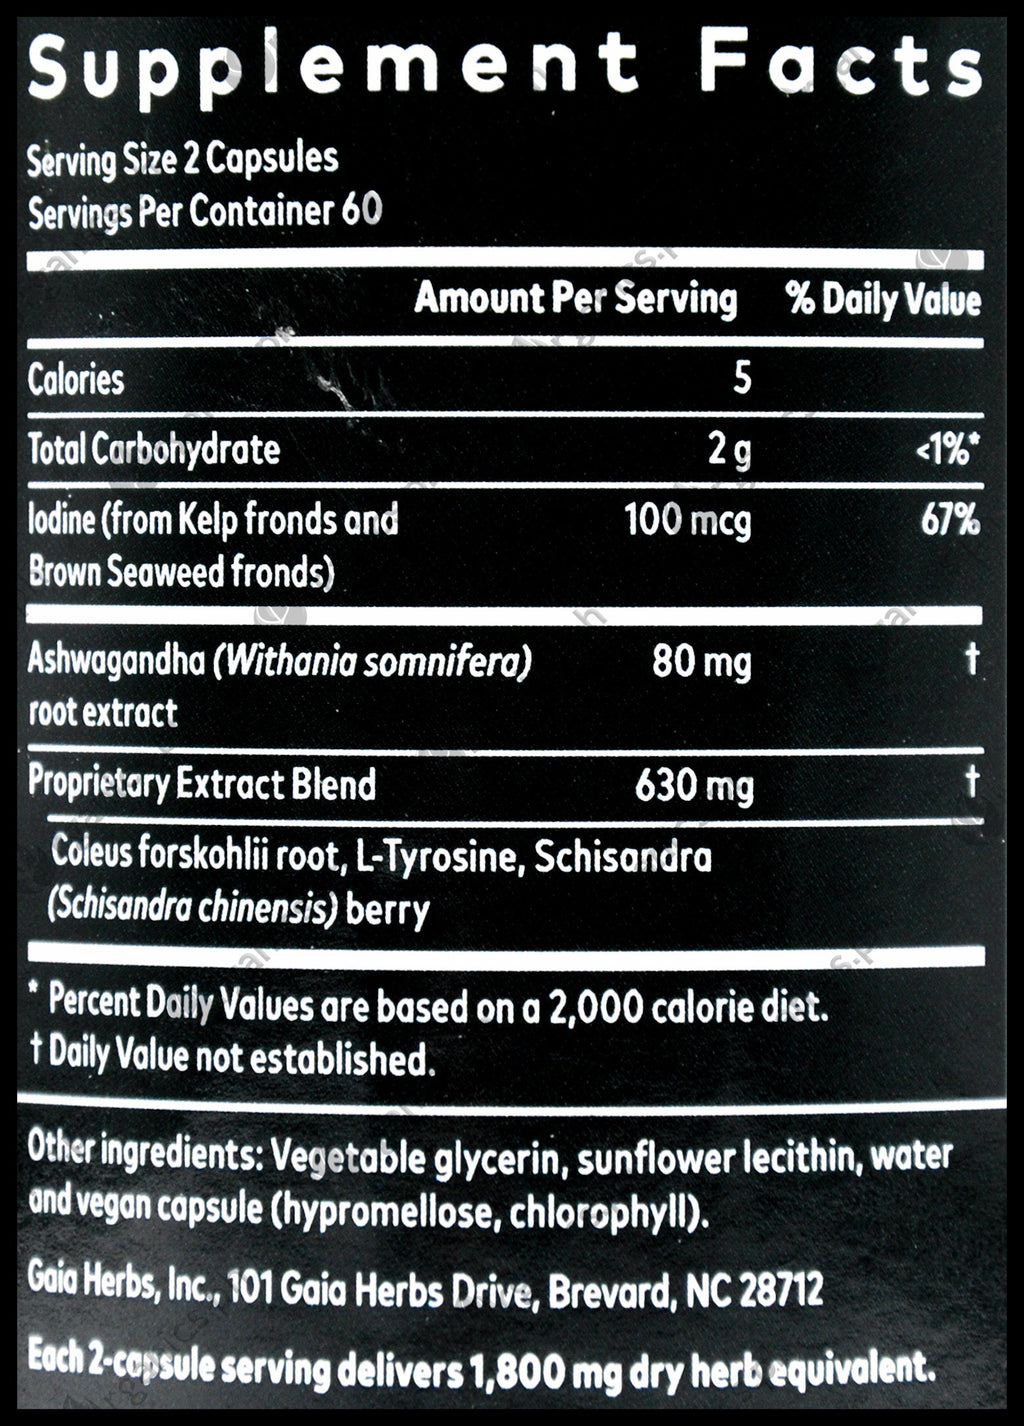 Supplement Facts
Serving Size 2 Capsules
Servings Per Container 60
Amount Per Serving % Daily Value
Calories 5
Total Carbohydrate 2 g <1%*
Iodine (from Kelp fronds and 100 mcg 67%
Brown Seaweed fronds)
Ashwagandha (Withania somnifera) 80 mg †
root extract
Proprietary Extract Blend 630 mg †
Coleus forskohlii root, L-Tyrosine, Schisandra
(Schisandra chinensis) berry
* Percent Daily Values are based on a 2,000 calorie diet.
† Daily Value not established.
Other ingredients: Vegetable glycerin, sunflower lecithin, water
and vegan capsule (hypromellose, chlorophyll).
Gaia Herbs, Inc., 101 Gaia Herbs Drive, Brevard, NC 28712
Each 2-capsule serving delivers 1,800 mg dry herb equivalent.